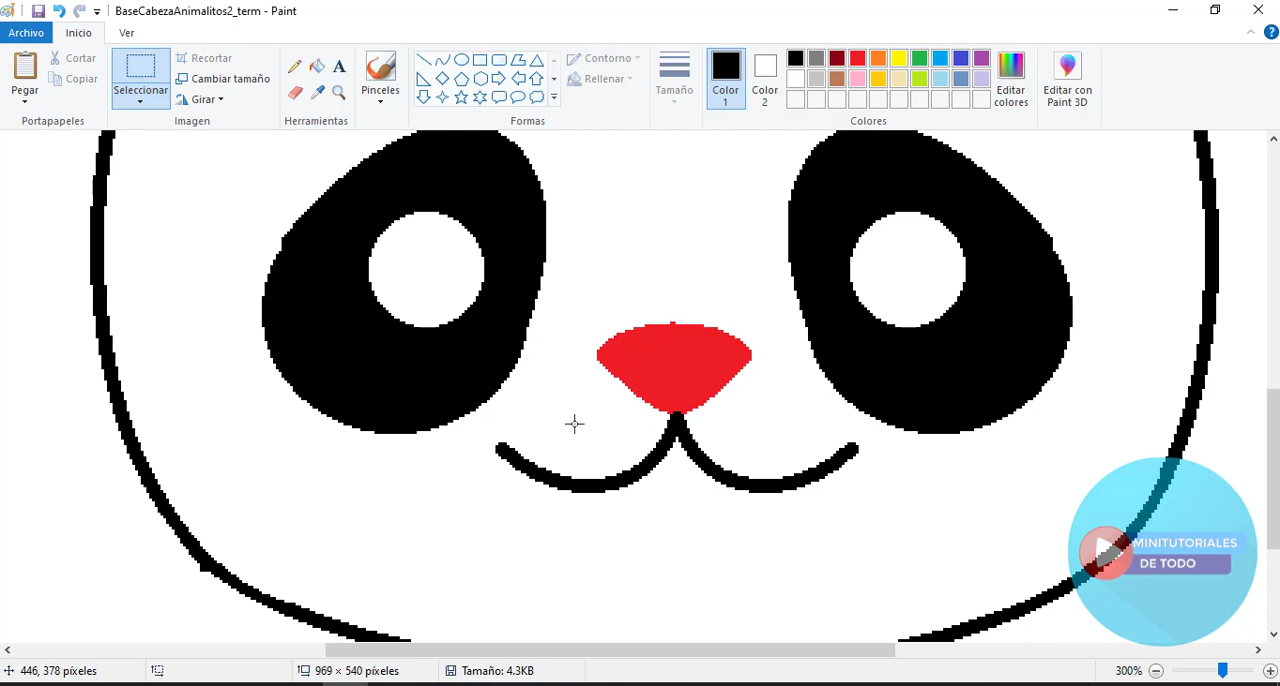 BaseCabezaAnimalitos2_term - Paint
Archivo Inicio Ver
Pegar
Cortar
Copiar
Portapapeles
Seleccionar
Recortar
Cambiar tamaño
Girar
Imagen
A
Herramientas
Pinceles
Contorno
Rellenar
Formas
Tamaño
Color
1
Color
2
Editar
colores
Colores
Editar con
Paint 3D
MINITUTORIALES
DE TODO
446, 378 píxeles
969 × 540 píxeles
Tamaño: 4.3KB
300%